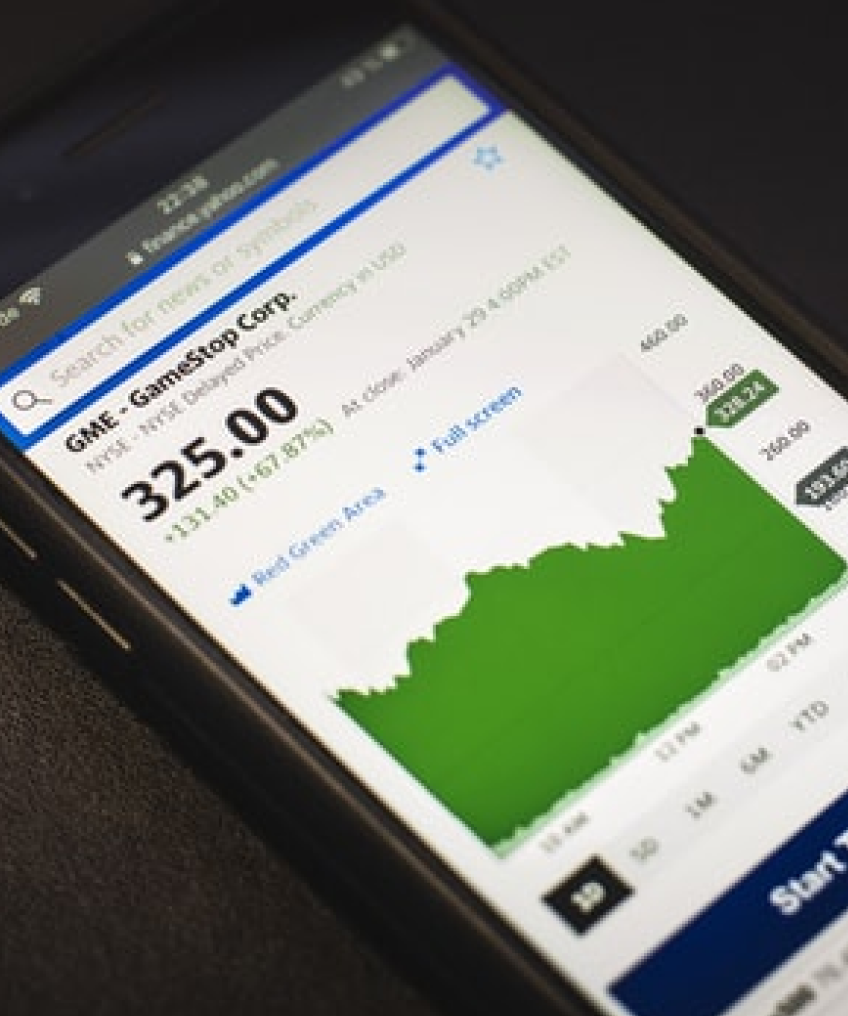 22:38
de
finance.yahoo.com
Search for news or symbols
GME - GameStop Corp.
NYSE - NYSE Delayed Price. Currency in USD
325.00
+131.40 (+67.87%) At close: January 29 4:00PM EST
Red Green Area
Full screen
460.00
360.00
328.24
260.00
193.60
10 AM
12 PM
02 PM
1D
5D
1M
6M
YTD
Start